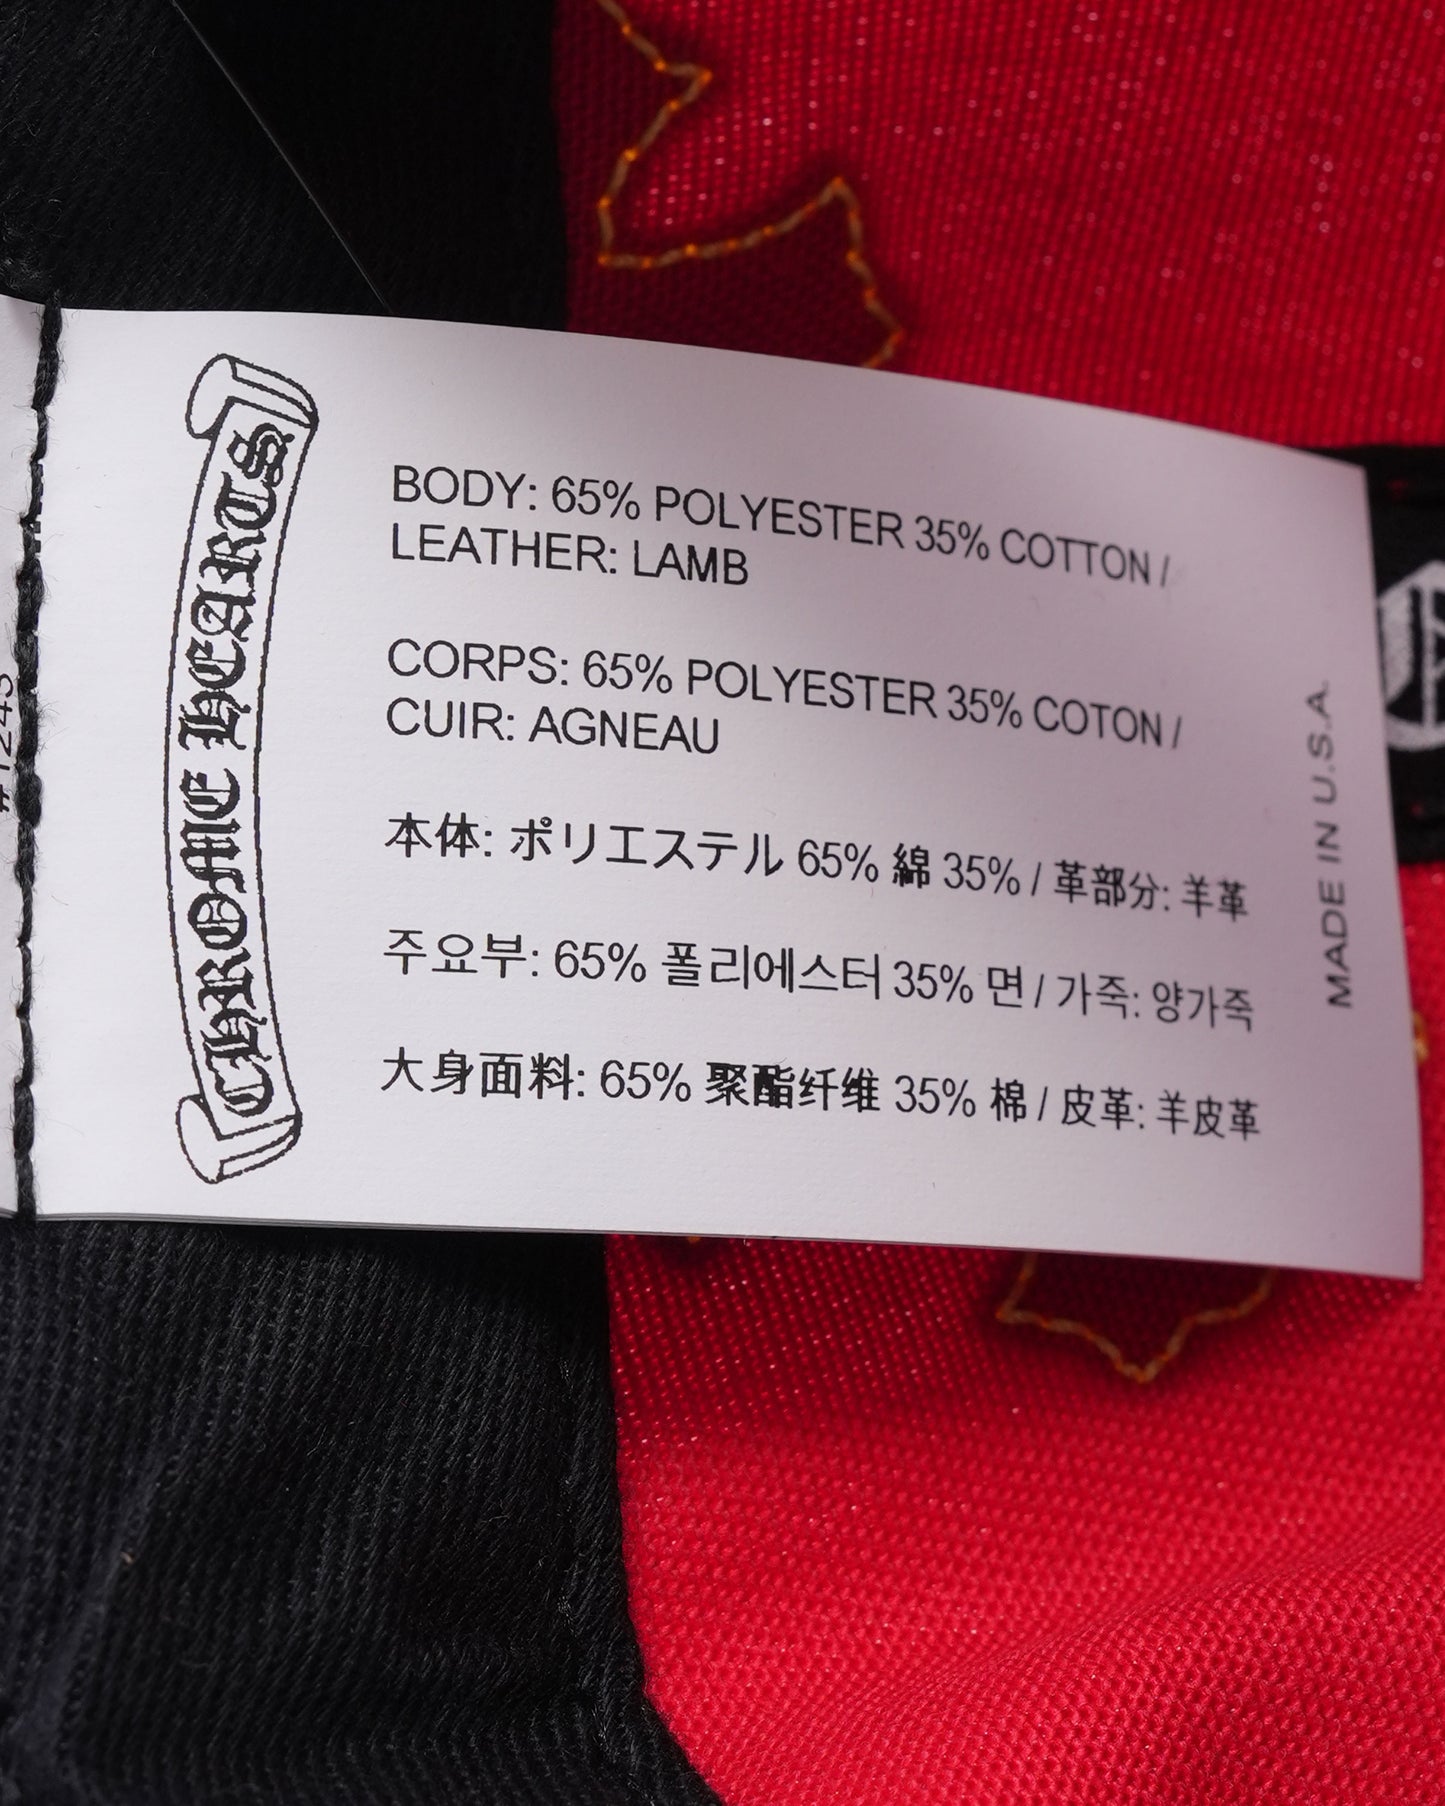 CHROME HEARTS
BODY: 65% POLYESTER 35% COTTON /
LEATHER: LAMB
CORPS: 65% POLYESTER 35% COTON /
CUIR: AGNEAU
本体: ポリエステル 65% 綿 35% / 革部分: 羊革
주요부: 65% 폴리에스터 35% 면 / 가죽: 양가죽
大身面料: 65% 聚酯纤维 35% 棉 / 皮革: 羊皮革
MADE IN U.S.A.